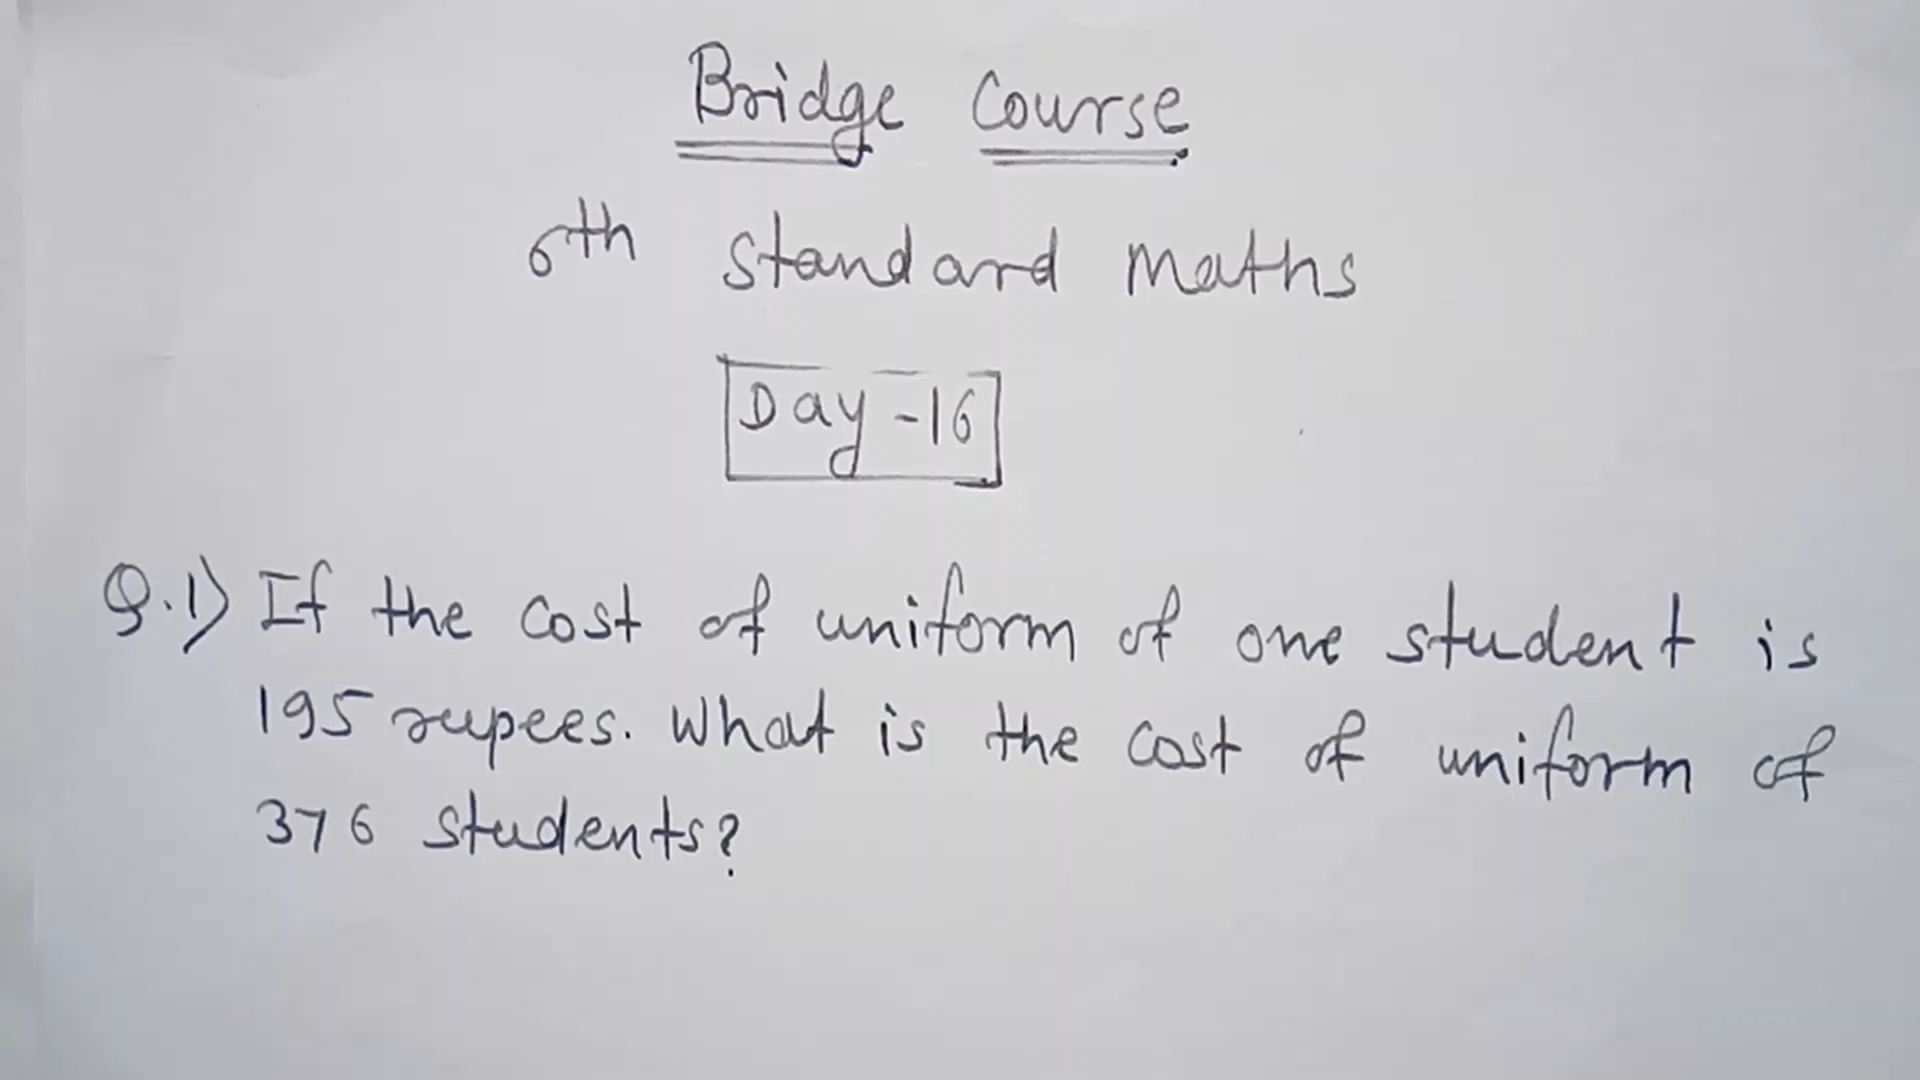 Bridge Course
6th Standard Maths
Day-16
Q.1) If the cost of uniform of one student is
195 rupees. What is the cost of uniform of
376 students?